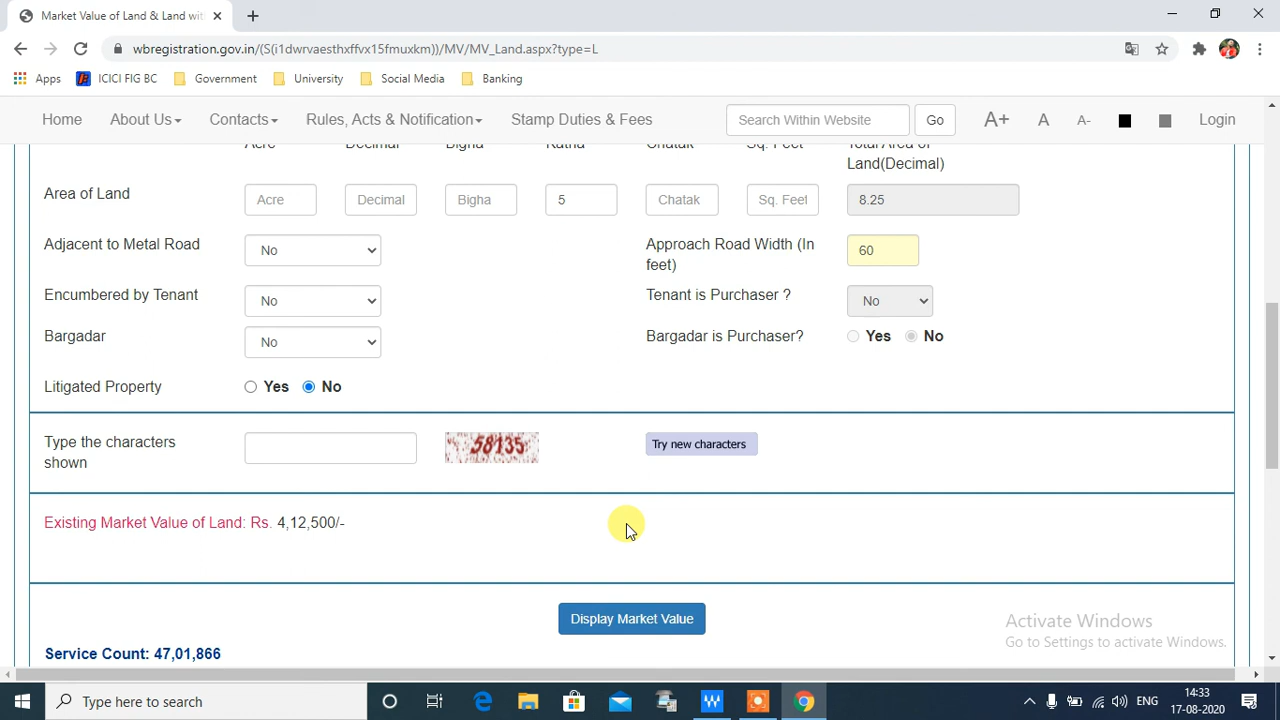 Market Value of Land & Land wit
wbregistration.gov.in/(S(i1dwrvaesthxffvx15fmuxkm))/MV/MV_Land.aspx?type=L
Apps ICICI FIG BC Government University Social Media Banking
Home About Us Contacts Rules, Acts & Notification Stamp Duties & Fees Search Within Website Go A+ A A- Login
Acre Decimal Bigha Katha Chatak Sq. Feet Total Area of
Land(Decimal)
Area of Land Acre Decimal Bigha 5 Chatak Sq. Feet 8.25
Adjacent to Metal Road No Approach Road Width (In
feet) 60
Encumbered by Tenant No Tenant is Purchaser ? No
Bargadar No Bargadar is Purchaser? Yes No
Litigated Property Yes No
Type the characters
shown 58135 Try new characters
Existing Market Value of Land: Rs. 4,12,500/-
Display Market Value
Activate Windows
Go to Settings to activate Windows.
Service Count: 47,01,866
Type here to search ENG 14:33
17-08-2020